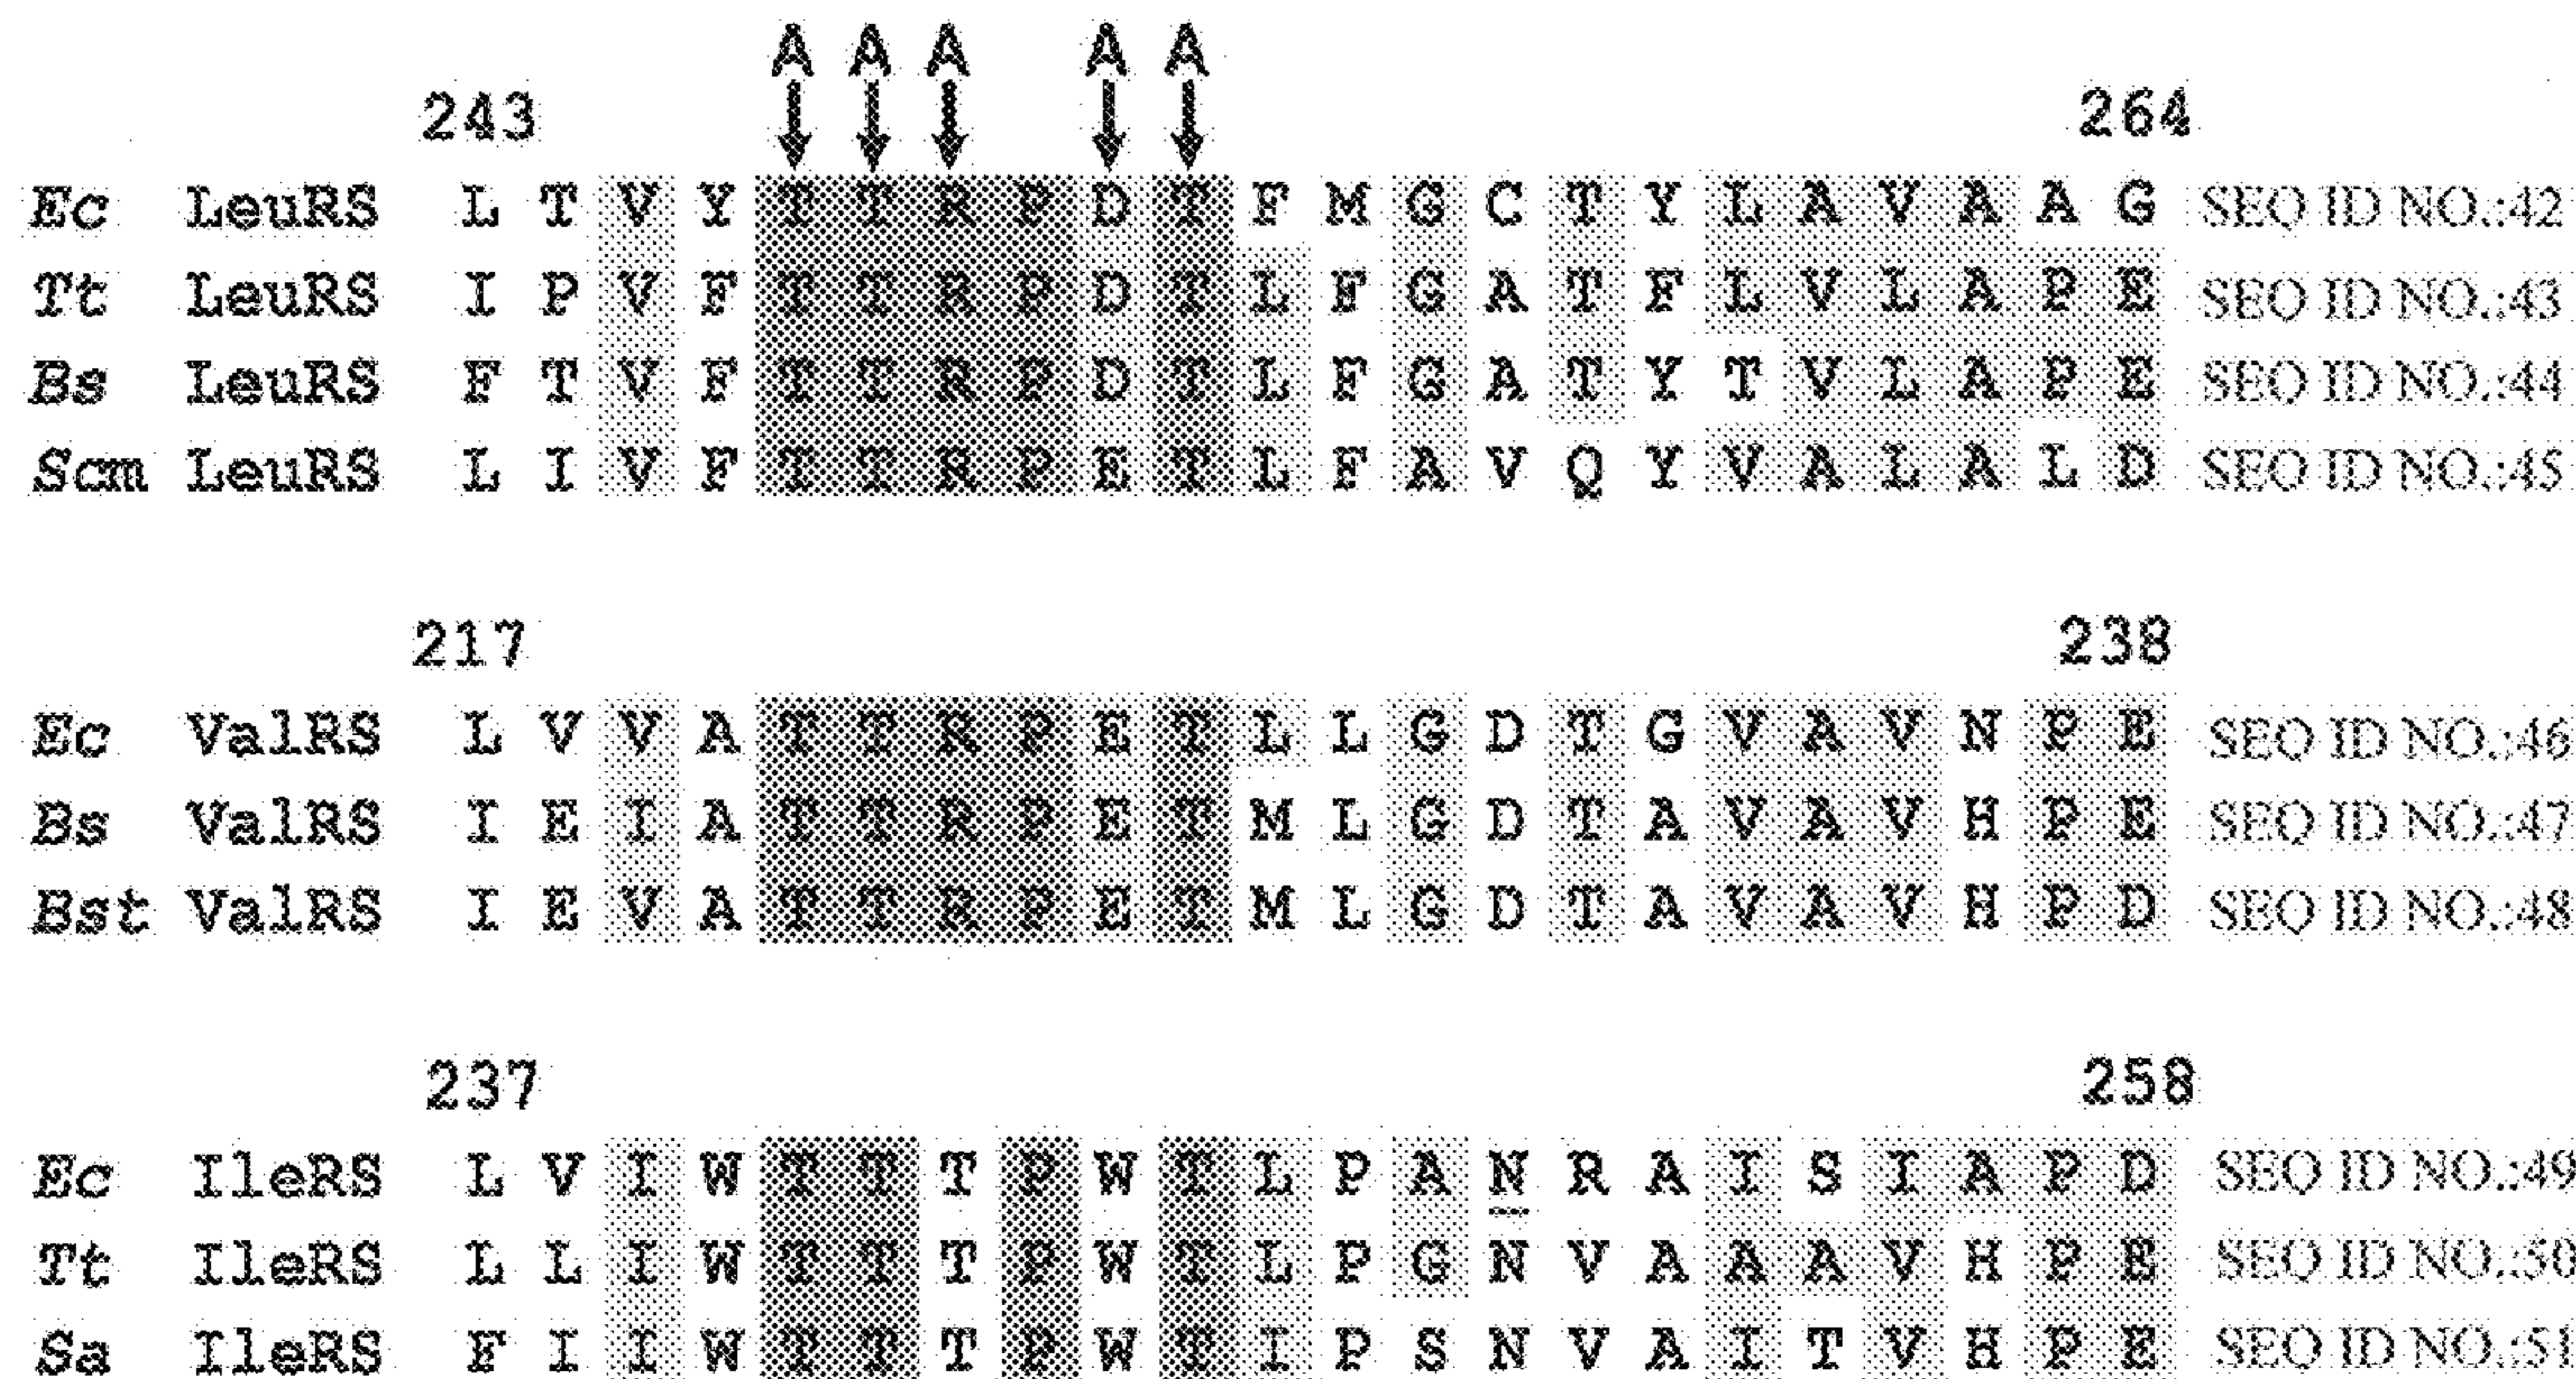 A A A A A
243 264
Ec LeuRS L T V Y T T R P D T F M G C T Y L A V A A G SEQ ID NO.:42
Tt LeuRS I P V F T T R P D T L F G A T F L V L A P E SEQ ID NO.:43
Bs LeuRS F T V F T T R P D T L F G A T Y T V L A P E SEQ ID NO.:44
Scm LeuRS L I V F T T R P E T L F A V Q Y V A L A L D SEQ ID NO.:45
217 238
Ec ValRS L V V A T T R P E T L L G D T G V A V N P E SEQ ID NO.:46
Bs ValRS I E I A T T R P E T M L G D T A V A V H P E SEQ ID NO.:47
Bst ValRS I E V A T T R P E T M L G D T A V A V H P D SEQ ID NO.:48
237 258
Ec IleRS L V I W T T T P W T L P A N R A I S I A P D SEQ ID NO.:49
Tt IleRS L L I W T T T P W T L P G N V A A A V H P E SEQ ID NO.:50
Sa IleRS F I I W T T T P W T I P S N V A I T V H P E SEQ ID NO.:51